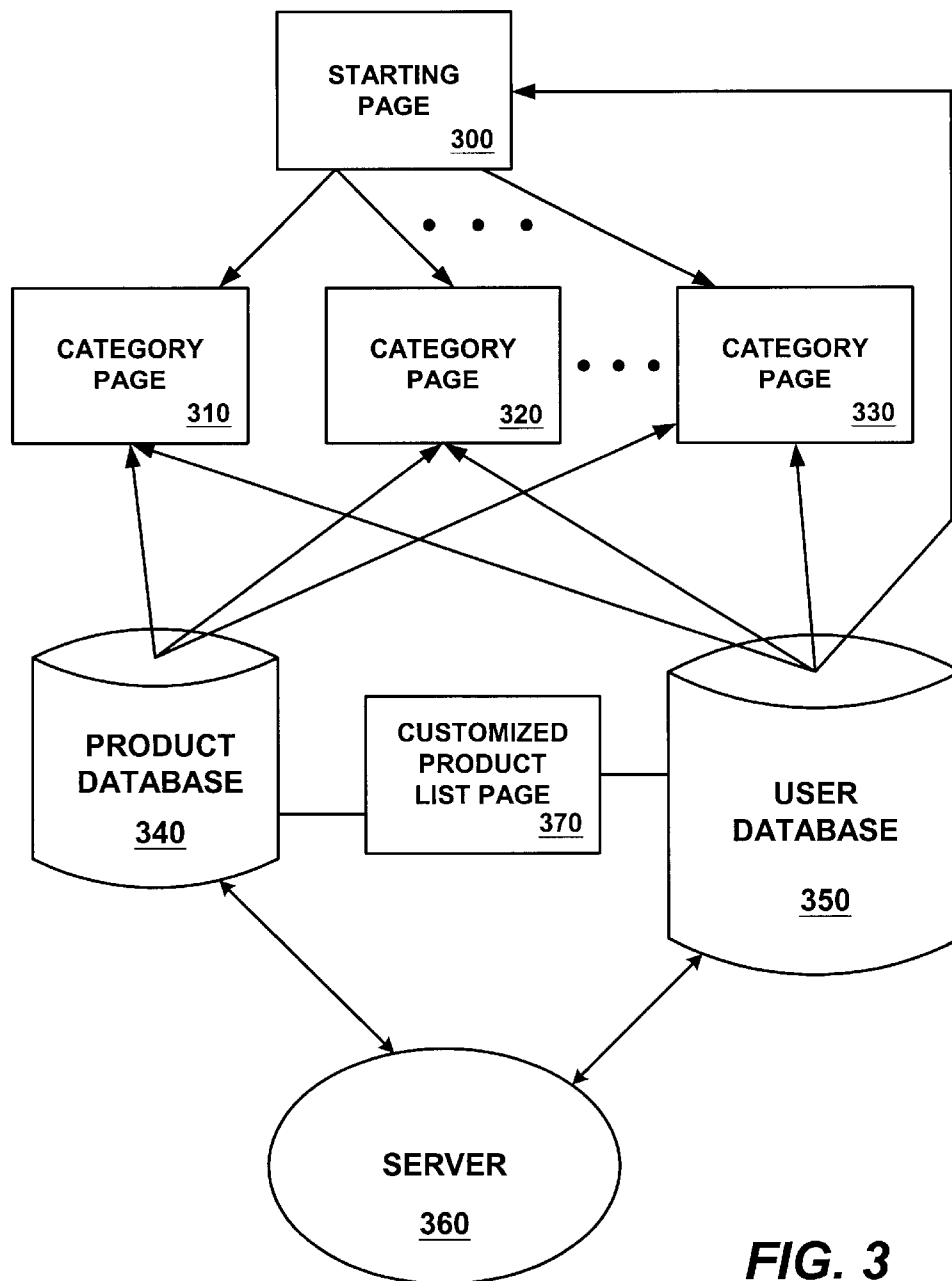 STARTING
PAGE
300
CATEGORY
PAGE
310
CATEGORY
PAGE
320
CATEGORY
PAGE
330
PRODUCT
DATABASE
340
CUSTOMIZED
PRODUCT
LIST PAGE
370
USER
DATABASE
350
SERVER
360
FIG. 3